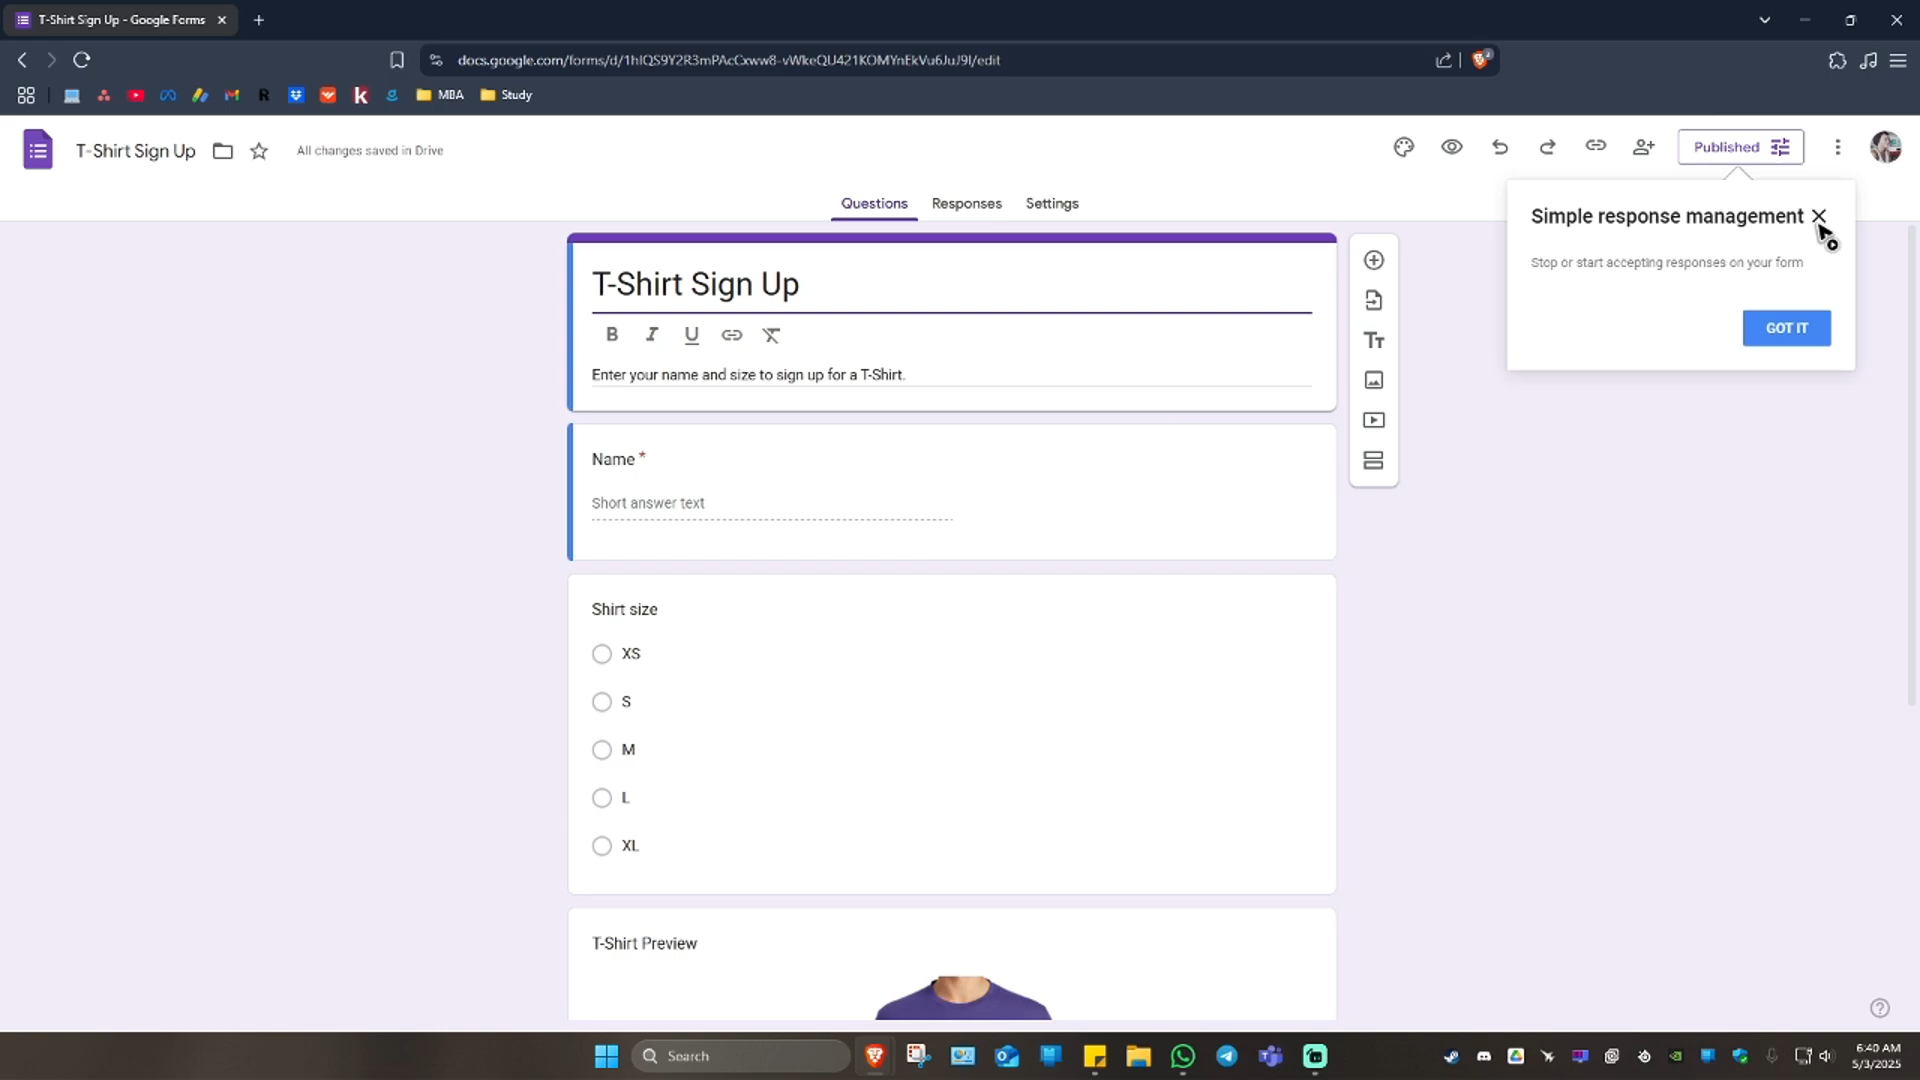 T-Shirt Sign Up - Google Forms
docs.google.com/forms/d/1hIQS9Y2R3mPAcCxww8-vWkeQU421KOMYnEkVu6JuJ9I/edit
MBA
Study
T-Shirt Sign Up
All changes saved in Drive
Published
Questions
Responses
Settings
Simple response management
Stop or start accepting responses on your form
GOT IT
T-Shirt Sign Up
B I U
Enter your name and size to sign up for a T-Shirt.
Name *
Short answer text
Shirt size
XS
S
M
L
XL
T-Shirt Preview
Search
6:40 AM
5/3/2025